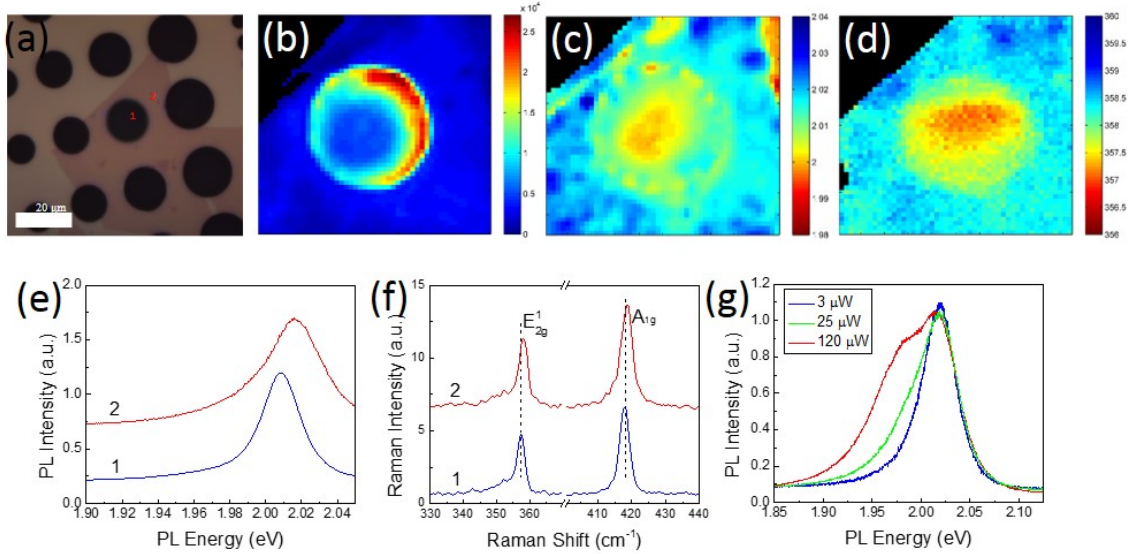 (a)
1
2
20 µm
(b)
2.5 x 10⁴
2
1.5
1
0.5
0
(c)
2.04
2.03
2.02
2.01
2
1.99
1.98
(d)
360
359.5
359
358.5
358
357.5
357
356.5
356
(e)
PL Intensity (a.u.)
2.0
1.5
1.0
0.5
0.0
2
1
1.90 1.92 1.94 1.96 1.98 2.00 2.02 2.04
PL Energy (eV)
(f)
Raman Intensity (a.u.)
15
10
5
0
E¹2g
A1g
2
1
330 340 350 360 410 420 430 440
Raman Shift (cm⁻¹)
(g)
PL Intensity (a.u.)
1.2
1.0
0.8
0.6
0.4
0.2
0.0
3 µW
25 µW
120 µW
1.85 1.90 1.95 2.00 2.05 2.10
PL Energy (eV)